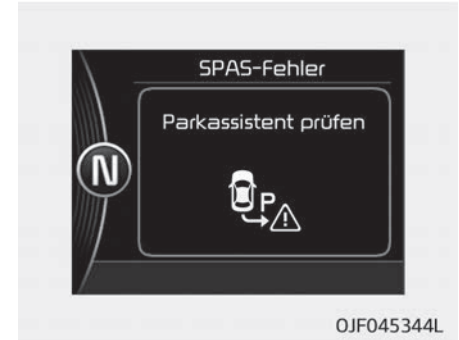 SPAS-Fehler
Parkassistent prüfen
N
P
OJF045344L